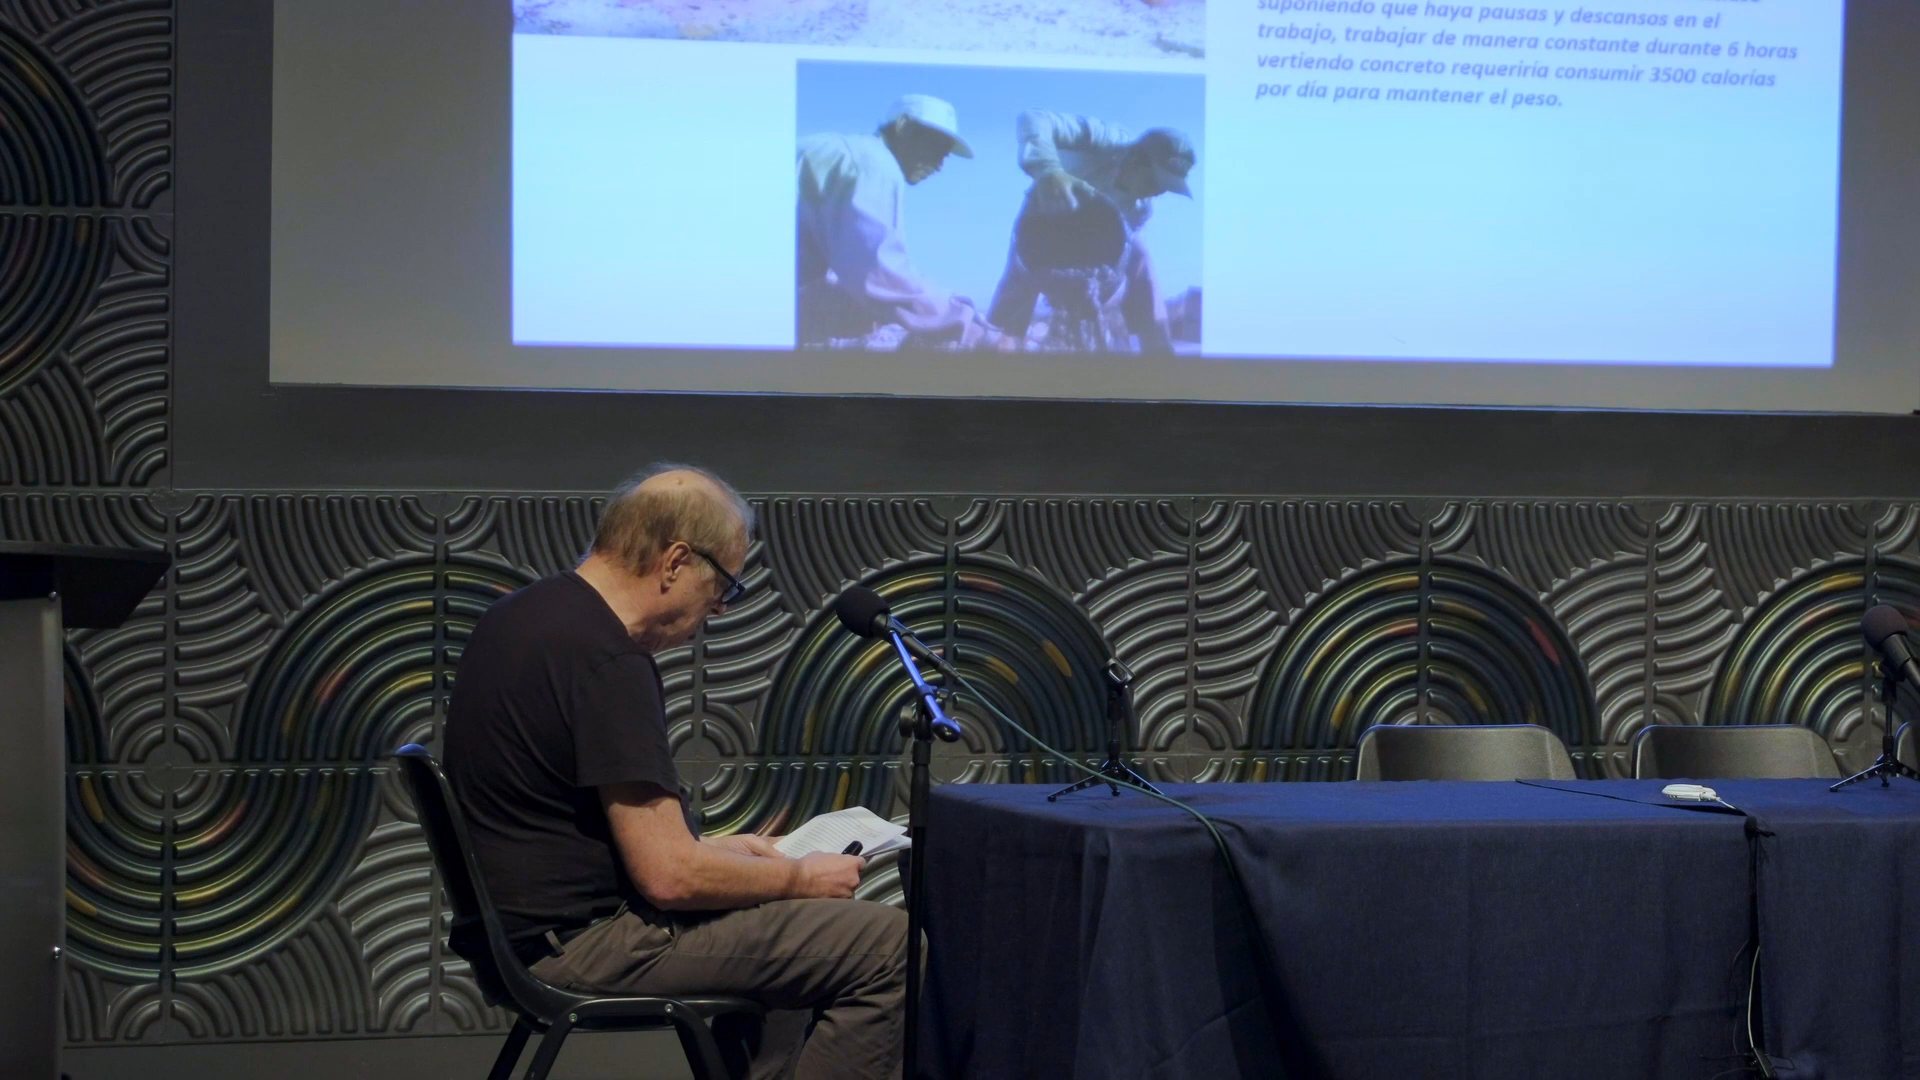 suponiendo que haya pausas y descansos en el
trabajo, trabajar de manera constante durante 6 horas
vertiendo concreto requeriría consumir 3500 calorías
por día para mantener el peso.